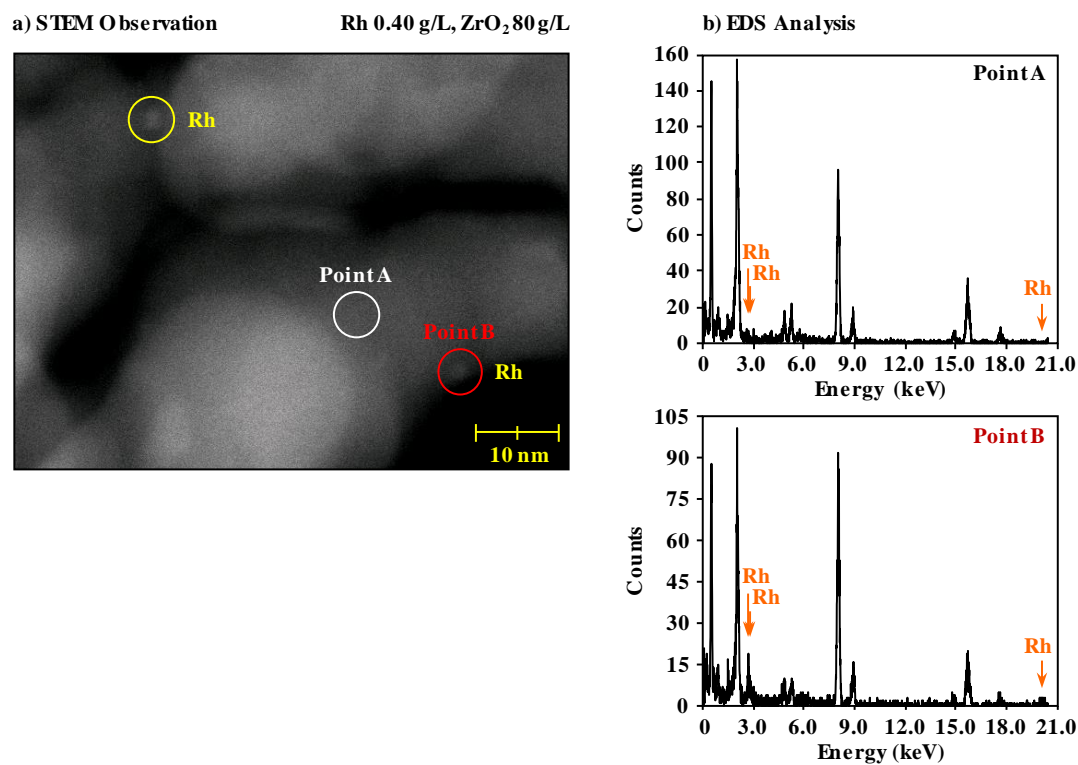 a) STEM Observation
Rh 0.40 g/L, ZrO₂ 80 g/L
Rh
Point A
Point B
Rh
10 nm
b) EDS Analysis
Point A
Counts
160
140
120
100
80
60
40
20
0
Rh
Rh
Rh
0 3.0 6.0 9.0 12.0 15.0 18.0 21.0
Energy (keV)
Point B
Counts
105
90
75
60
45
30
15
0
Rh
Rh
Rh
0 3.0 6.0 9.0 12.0 15.0 18.0 21.0
Energy (keV)